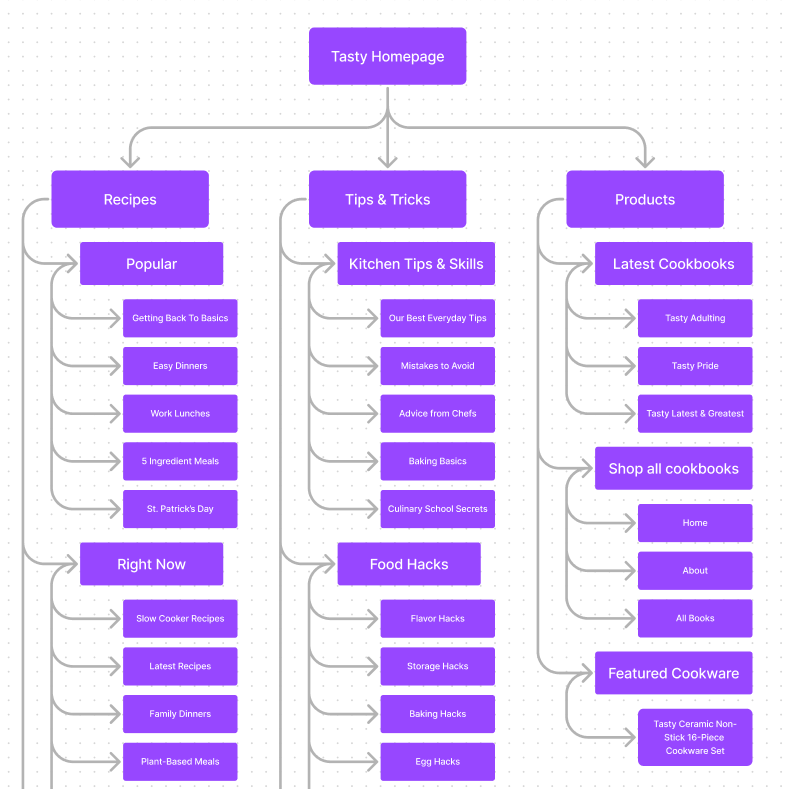 Tasty Homepage
Recipes
Popular
Getting Back To Basics
Easy Dinners
Work Lunches
5 Ingredient Meals
St. Patrick's Day
Right Now
Slow Cooker Recipes
Latest Recipes
Family Dinners
Plant-Based Meals
Tips & Tricks
Kitchen Tips & Skills
Our Best Everyday Tips
Mistakes to Avoid
Advice from Chefs
Baking Basics
Culinary School Secrets
Food Hacks
Flavor Hacks
Storage Hacks
Baking Hacks
Egg Hacks
Products
Latest Cookbooks
Tasty Adulting
Tasty Pride
Tasty Latest & Greatest
Shop all cookbooks
Home
About
All Books
Featured Cookware
Tasty Ceramic Non-
Stick 16-Piece
Cookware Set